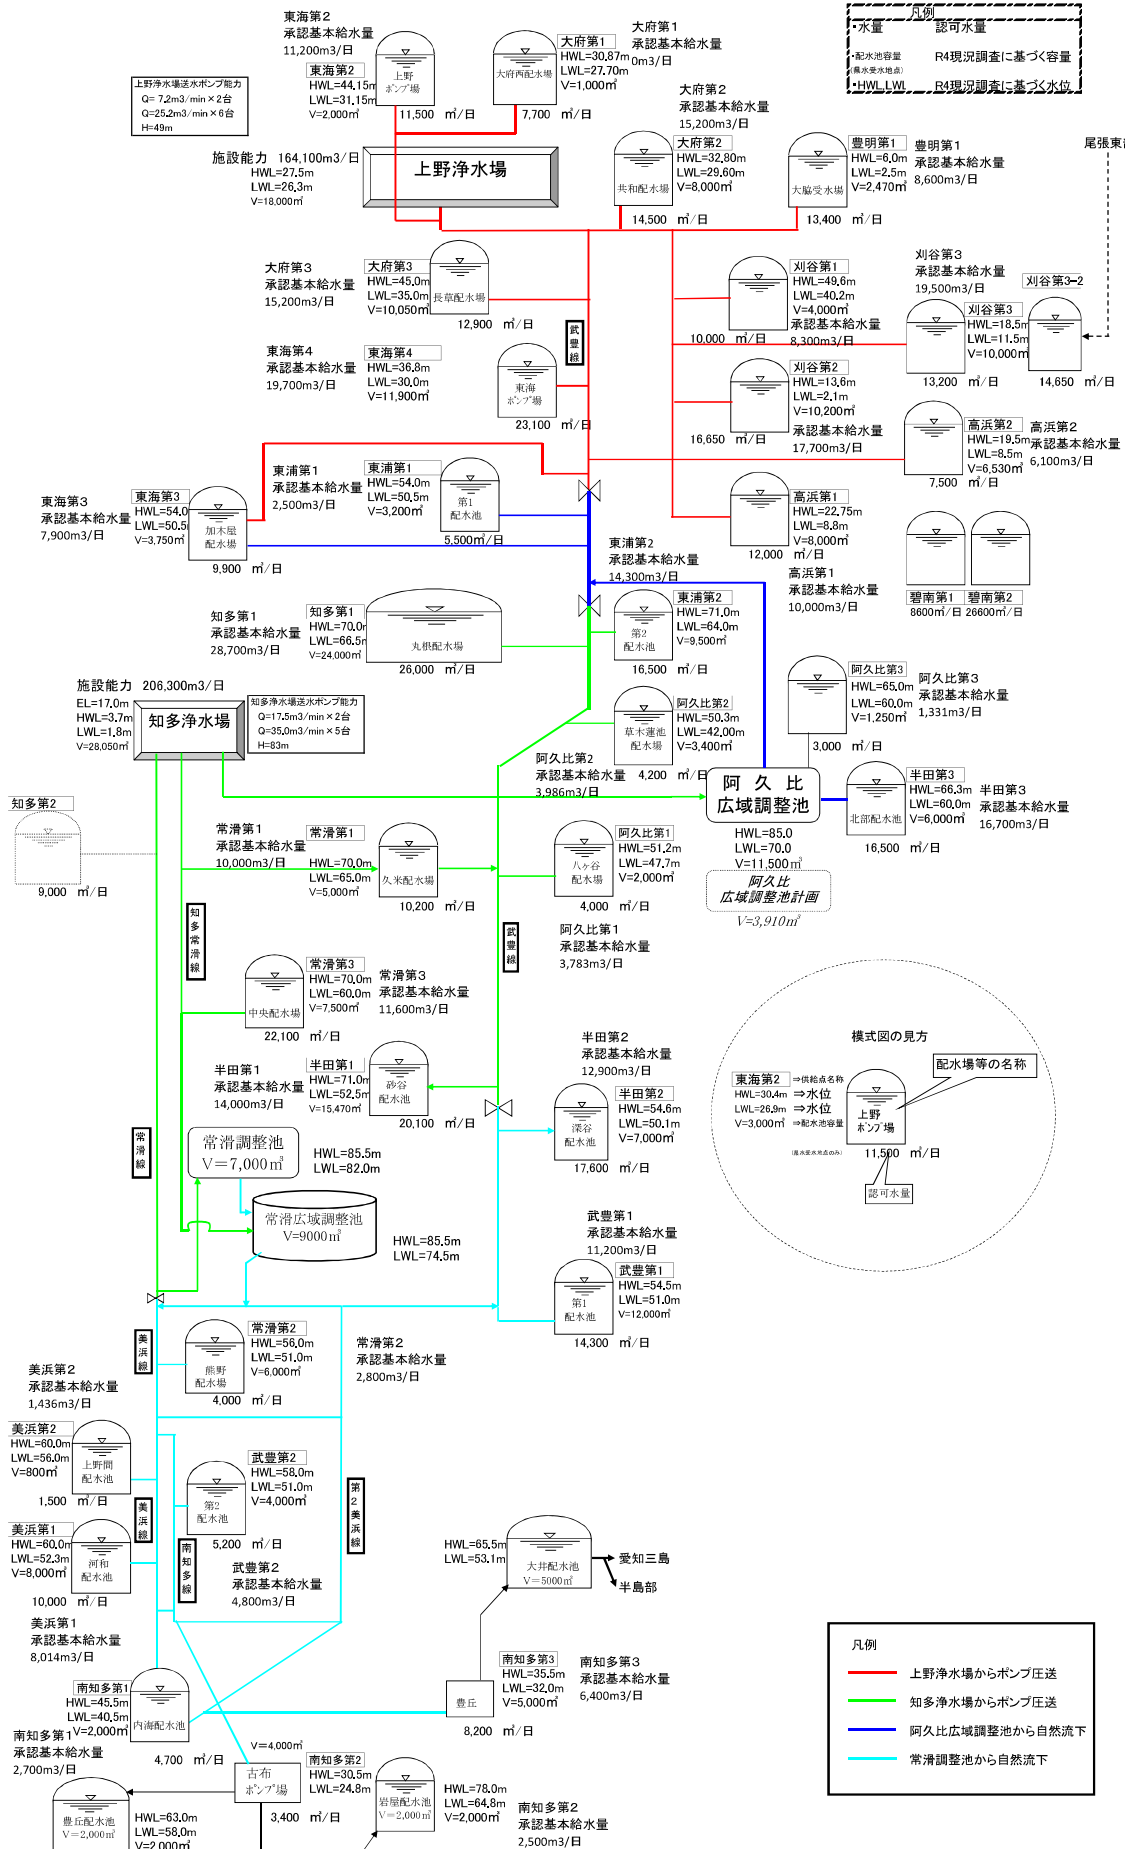 凡例
・水量 認可水量
・配水池容量 R4現況調査に基づく容量
(県水受水地点)
・HWL,LWL R4現況調査に基づく水位
東海第2
承認基本給水量
11,200m3/日
東海第2
HWL=44.15m
LWL=31.15m
V=2,000㎥
上野
ポンプ場
11,500 ㎥/日
大府西配水場
7,700 ㎥/日
大府第1
HWL=30.87m
LWL=27.70m
V=1,000㎥
大府第1
承認基本給水量
0m3/日
上野浄水場送水ポンプ能力
Q= 7.2m3/min×2台
Q=25.2m3/min×6台
H=49m
施設能力 164,100m3/日
HWL=27.5m
LWL=26.3m
V=18,000㎥
上野浄水場
大府第2
承認基本給水量
15,200m3/日
大府第2
HWL=32.80m
LWL=29.60m
V=8,000㎥
共和配水場
14,500 ㎥/日
豊明第1
HWL=6.0m
LWL=2.5m
V=2,470㎥
大脇受水場
13,400 ㎥/日
豊明第1
承認基本給水量
8,600m3/日
尾張東部
大府第3
承認基本給水量
15,200m3/日
大府第3
HWL=45.0m
LWL=35.0m
V=10,050㎥
長草配水場
12,900 ㎥/日
武豊線
刈谷第1
HWL=49.6m
LWL=40.2m
V=4,000㎥
承認基本給水量
8,300m3/日
10,000 ㎥/日
刈谷第3
承認基本給水量
19,500m3/日
刈谷第3
HWL=18.5m
LWL=11.5m
V=10,000㎥
13,200 ㎥/日
刈谷第3-2
14,650 ㎥/日
東海第4
承認基本給水量
19,700m3/日
東海第4
HWL=36.8m
LWL=30.0m
V=11,900㎥
東海
ポンプ場
23,100 ㎥/日
刈谷第2
HWL=13.6m
LWL=2.1m
V=10,200㎥
承認基本給水量
17,700m3/日
16,650 ㎥/日
高浜第2
HWL=19.5m
LWL=8.5m
V=6,530㎥
7,500 ㎥/日
高浜第2
承認基本給水量
6,100m3/日
東海第3
承認基本給水量
7,900m3/日
東海第3
HWL=54.0m
LWL=50.5m
V=3,750㎥
加木屋
配水場
9,900 ㎥/日
東浦第1
承認基本給水量
2,500m3/日
東浦第1
HWL=54.0m
LWL=50.5m
V=3,200㎥
第1
配水池
5,500㎥/日
高浜第1
HWL=22.75m
LWL=8.8m
V=8,000㎥
12,000 ㎥/日
高浜第1
承認基本給水量
10,000m3/日
碧南第1
8600㎥/日
碧南第2
26600㎥/日
東浦第2
承認基本給水量
14,300m3/日
東浦第2
HWL=71.0m
LWL=64.0m
V=9,500㎥
第2
配水池
16,500 ㎥/日
知多第1
承認基本給水量
28,700m3/日
知多第1
HWL=70.0m
LWL=66.5m
V=24,000㎥
丸根配水場
26,000 ㎥/日
施設能力 206,300m3/日
EL=17.0m
HWL=3.7m
LWL=1.8m
V=28,050㎥
知多浄水場
知多浄水場送水ポンプ能力
Q=17.5m3/min×2台
Q=35.0m3/min×5台
H=83m
阿久比第2
HWL=50.3m
LWL=42.00m
V=3,400㎥
草木蓮池
配水場
4,200 ㎥/日
阿久比第2
承認基本給水量
3,986m3/日
阿久比第3
HWL=65.0m
LWL=60.0m
V=1,250㎥
3,000 ㎥/日
阿久比第3
承認基本給水量
1,331m3/日
阿久比
広域調整池
HWL=85.0
LWL=70.0
V=11,500㎥
阿久比
広域調整池計画
V=3,910㎥
半田第3
HWL=66.3m
LWL=60.0m
V=6,000㎥
北部配水池
16,500 ㎥/日
半田第3
承認基本給水量
16,700m3/日
知多第2
9,000 ㎥/日
常滑第1
承認基本給水量
10,000m3/日
常滑第1
HWL=70.0m
LWL=65.0m
V=5,000㎥
久米配水場
10,200 ㎥/日
阿久比第1
HWL=51.2m
LWL=47.7m
V=2,000㎥
八ヶ谷
配水場
4,000 ㎥/日
阿久比第1
承認基本給水量
3,783m3/日
知多常滑線
武豊線
常滑第3
HWL=70.0m
LWL=60.0m
V=7,500㎥
中央配水場
22,100 ㎥/日
常滑第3
承認基本給水量
11,600m3/日
半田第1
承認基本給水量
14,000m3/日
半田第1
HWL=71.0m
LWL=52.5m
V=15,470㎥
砂谷
配水池
20,100 ㎥/日
半田第2
承認基本給水量
12,900m3/日
半田第2
HWL=54.6m
LWL=50.1m
V=7,000㎥
深谷
配水池
17,600 ㎥/日
模式図の見方
配水場等の名称
東海第2 ⇒供給点名称
HWL=30.4m ⇒水位
LWL=26.9m ⇒水位
V=3,000㎥ ⇒配水池容量
(県水受水地点のみ)
上野
ポンプ場
11,500 ㎥/日
認可水量
常滑線
常滑調整池
V=7,000㎥
HWL=85.5m
LWL=82.0m
常滑広域調整池
V=9000㎥
HWL=85.5m
LWL=74.5m
武豊第1
承認基本給水量
11,200m3/日
武豊第1
HWL=54.5m
LWL=51.0m
V=12,000㎥
第1
配水池
14,300 ㎥/日
美浜線
常滑第2
HWL=56.0m
LWL=51.0m
V=6,000㎥
熊野
配水場
4,000 ㎥/日
常滑第2
承認基本給水量
2,800m3/日
美浜第2
承認基本給水量
1,436m3/日
美浜第2
HWL=60.0m
LWL=56.0m
V=800㎥
上野間
配水池
1,500 ㎥/日
武豊第2
HWL=58.0m
LWL=51.0m
V=4,000㎥
第2
配水池
5,200 ㎥/日
武豊第2
承認基本給水量
4,800m3/日
第2美浜線
美浜線
南知多線
美浜第1
HWL=60.0m
LWL=52.3m
V=8,000㎥
河和
配水池
10,000 ㎥/日
美浜第1
承認基本給水量
8,014m3/日
HWL=65.5m
LWL=53.1m
大井配水池
V=5000㎥
愛知三島
半島部
南知多第1
HWL=45.5m
LWL=40.5m
V=2,000㎥
内海配水池
4,700 ㎥/日
南知多第1
承認基本給水量
2,700m3/日
豊丘
南知多第3
HWL=35.5m
LWL=32.0m
V=5,000㎥
8,200 ㎥/日
南知多第3
承認基本給水量
6,400m3/日
V=4,000㎥
古布
ポンプ場
南知多第2
HWL=30.5m
LWL=24.8m
3,400 ㎥/日
豊丘配水池
V=2,000㎥
HWL=63.0m
LWL=58.0m
V=2,000㎥
岩屋配水池
V=2,000㎥
HWL=78.0m
LWL=64.8m
V=2,000㎥
南知多第2
承認基本給水量
2,500m3/日
凡例
上野浄水場からポンプ圧送
知多浄水場からポンプ圧送
阿久比広域調整池から自然流下
常滑調整池から自然流下